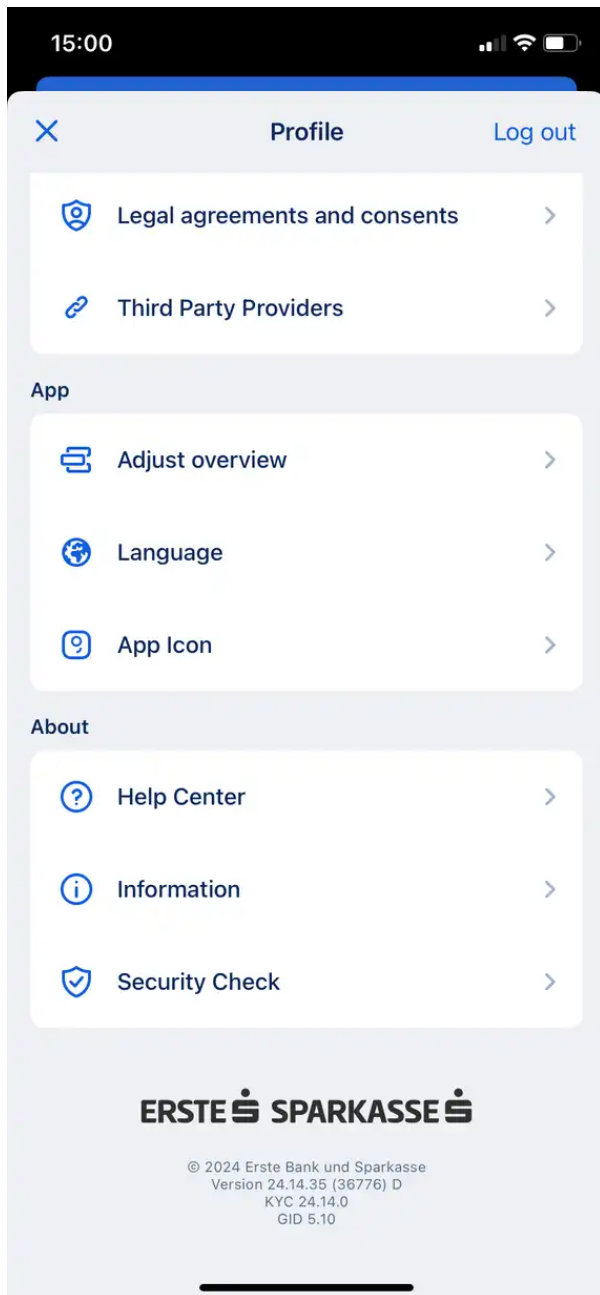 15:00
Profile
Log out
Legal agreements and consents
Third Party Providers
App
Adjust overview
Language
App Icon
About
Help Center
Information
Security Check
ERSTE SPARKASSE
© 2024 Erste Bank und Sparkasse
Version 24.14.35 (36776) D
KYC 24.14.0
GID 5.10